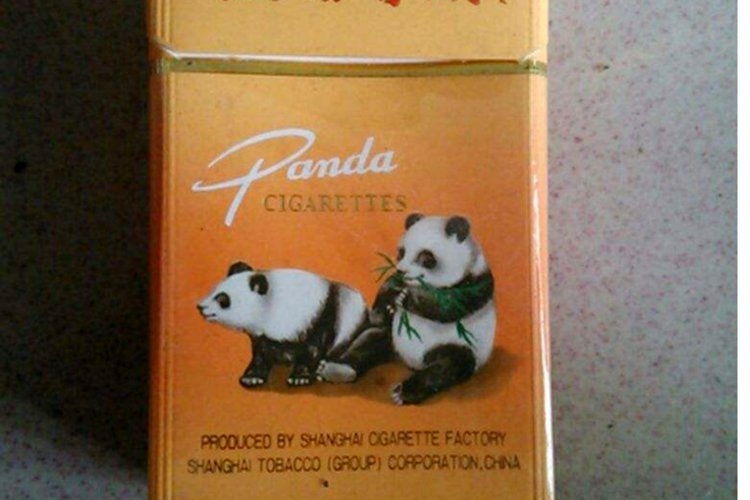 Panda
CIGARETTES
PRODUCED BY SHANGHAI CIGARETTE FACTORY
SHANGHAI TOBACCO (GROUP) CORPORATION,CHINA